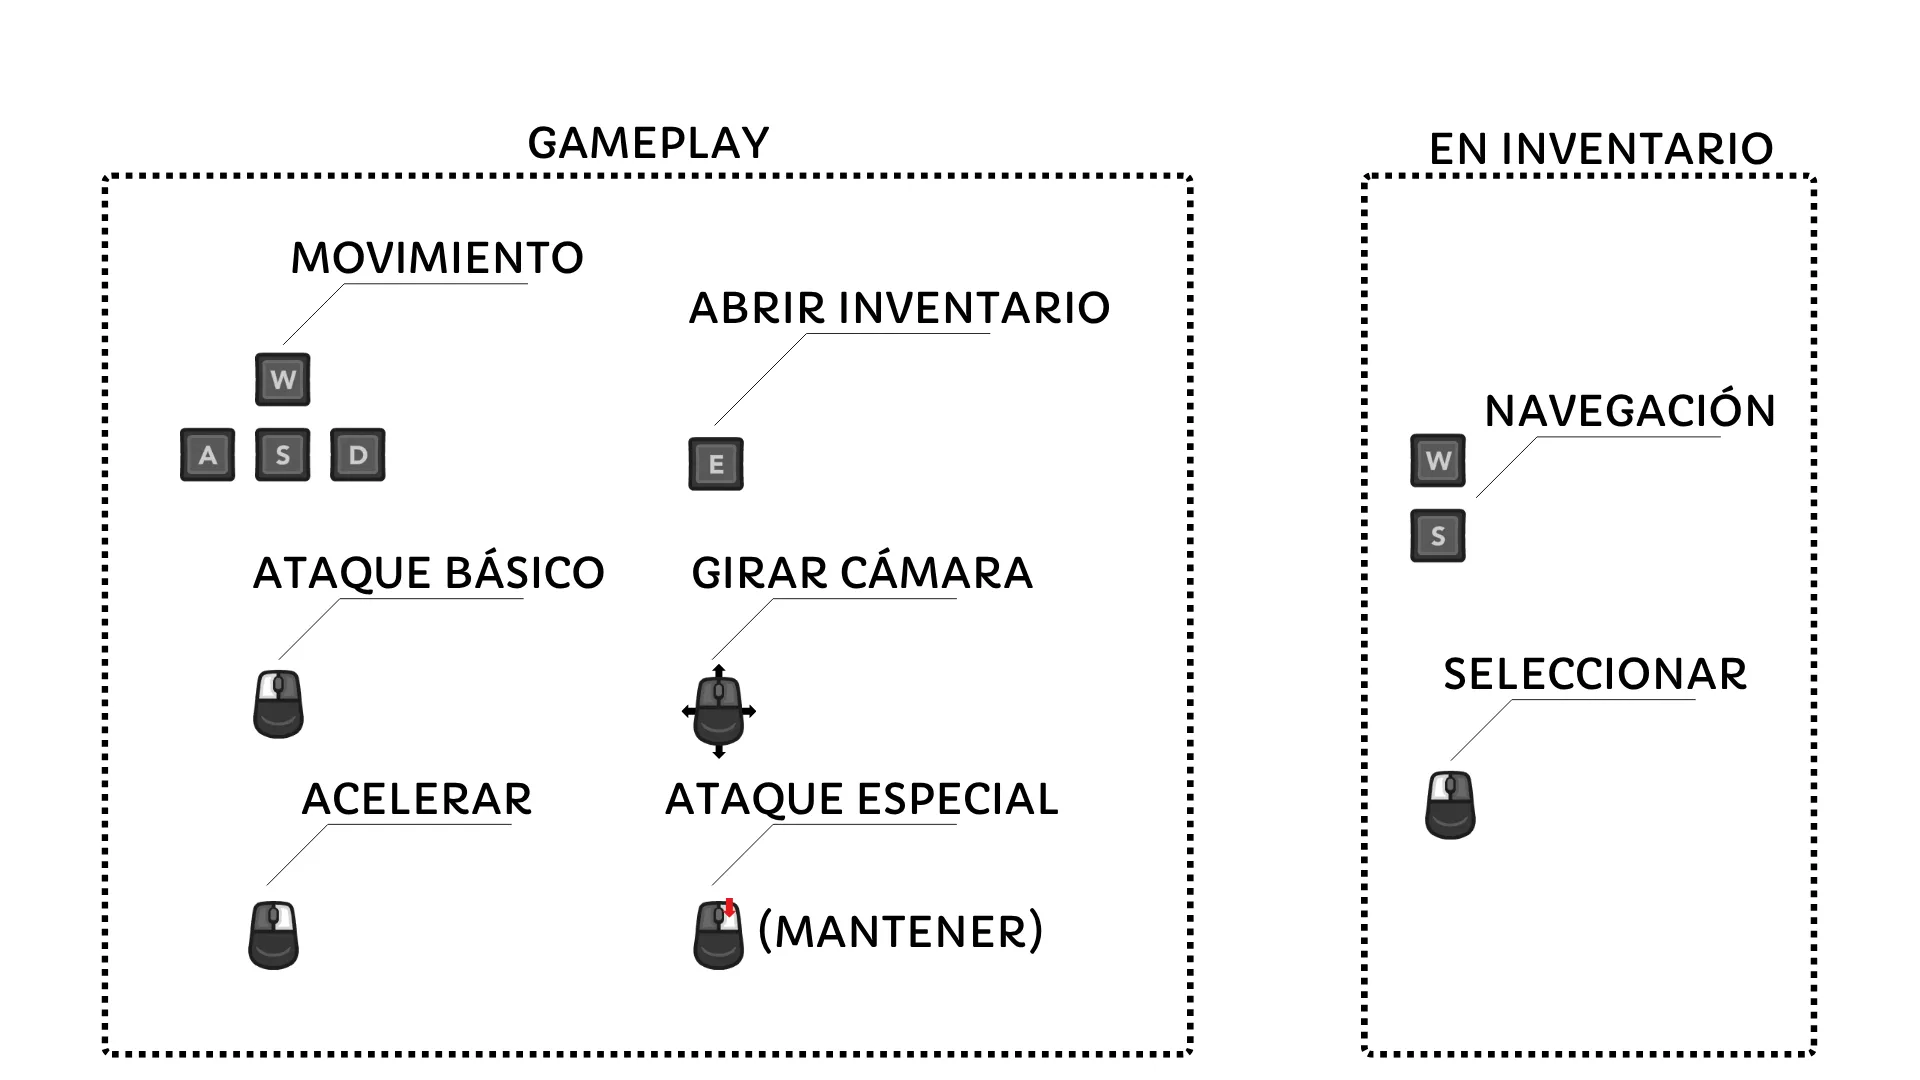 GAMEPLAY
MOVIMIENTO
W
A S D
ABRIR INVENTARIO
E
ATAQUE BÁSICO
GIRAR CÁMARA
ACELERAR
ATAQUE ESPECIAL
(MANTENER)
EN INVENTARIO
NAVEGACIÓN
W
S
SELECCIONAR